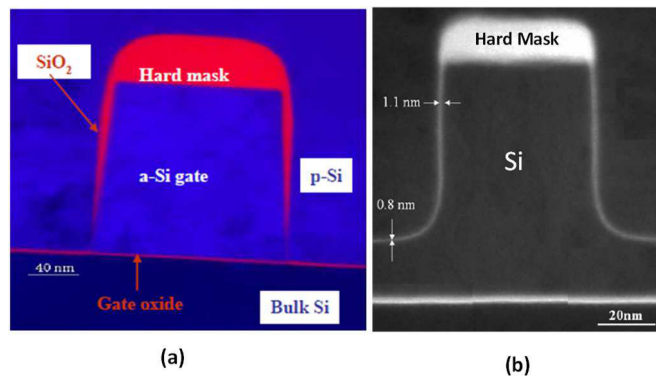 SiO2
Hard mask
a-Si gate
p-Si
40 nm
Gate oxide
Bulk Si
(a)
Hard Mask
1.1 nm
Si
0.8 nm
20nm
(b)